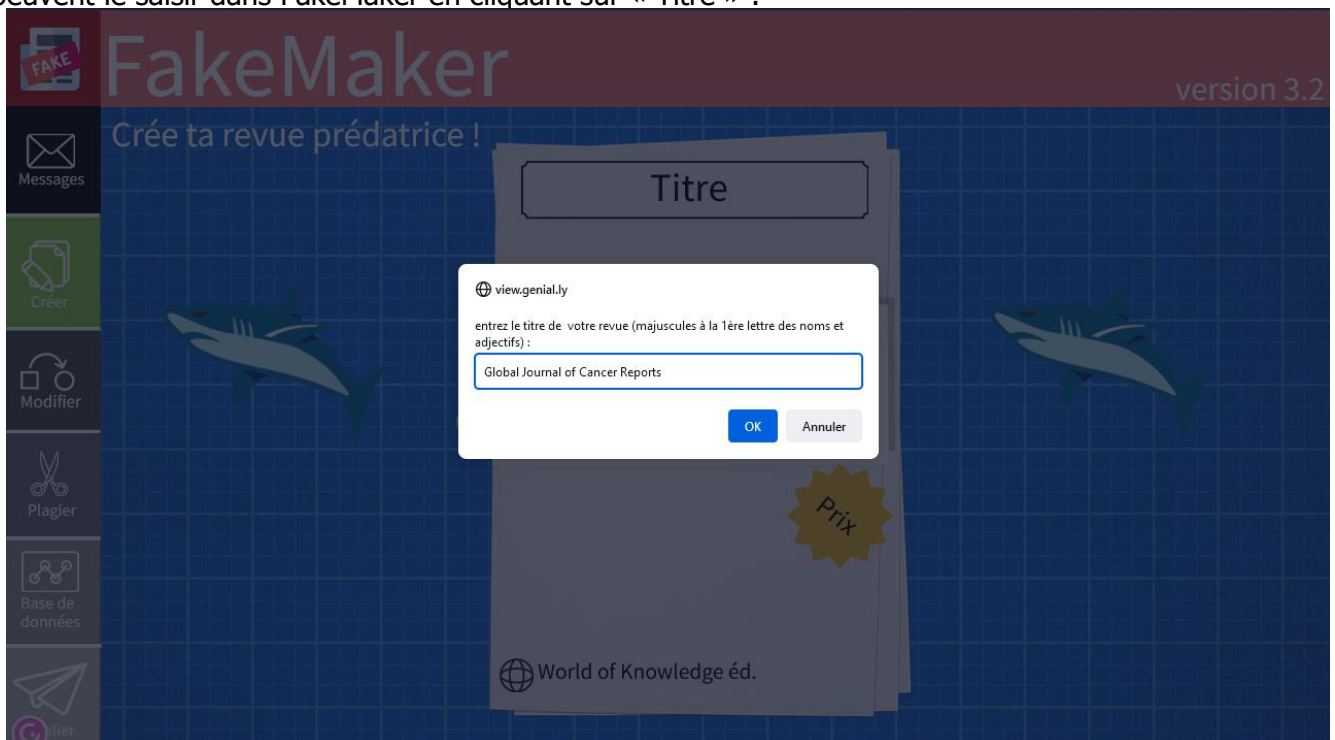 peuvent le saisir dans FakeMaker en cliquant sur « Titre » :
FAKE
FakeMaker
version 3.2
Crée ta revue prédatrice !
Messages
Titre
Créer
view.genial.ly
entrez le titre de votre revue (majuscules à la 1ère lettre des noms et
adjectifs) :
Global Journal of Cancer Reports
OK Annuler
Modifier
Plagier
Prix
Base de
données
World of Knowledge éd.